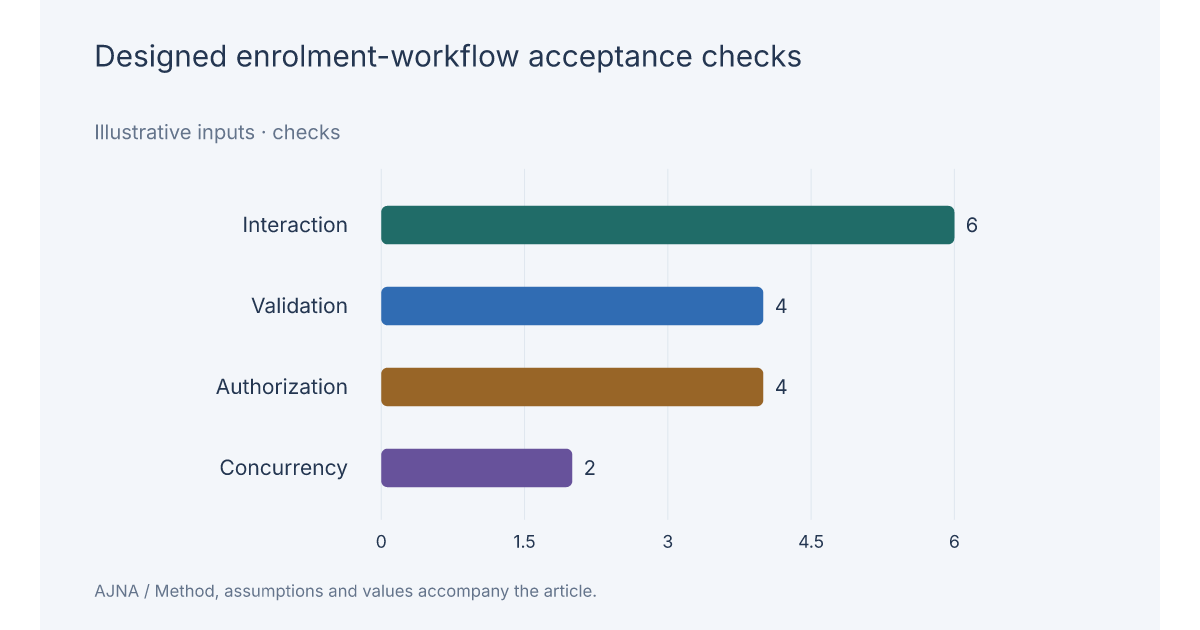 Designed enrolment-workflow acceptance checks
Illustrative inputs · checks
Interaction 6
Validation 4
Authorization 4
Concurrency 2
0 1.5 3 4.5 6
AJNA / Method, assumptions and values accompany the article.